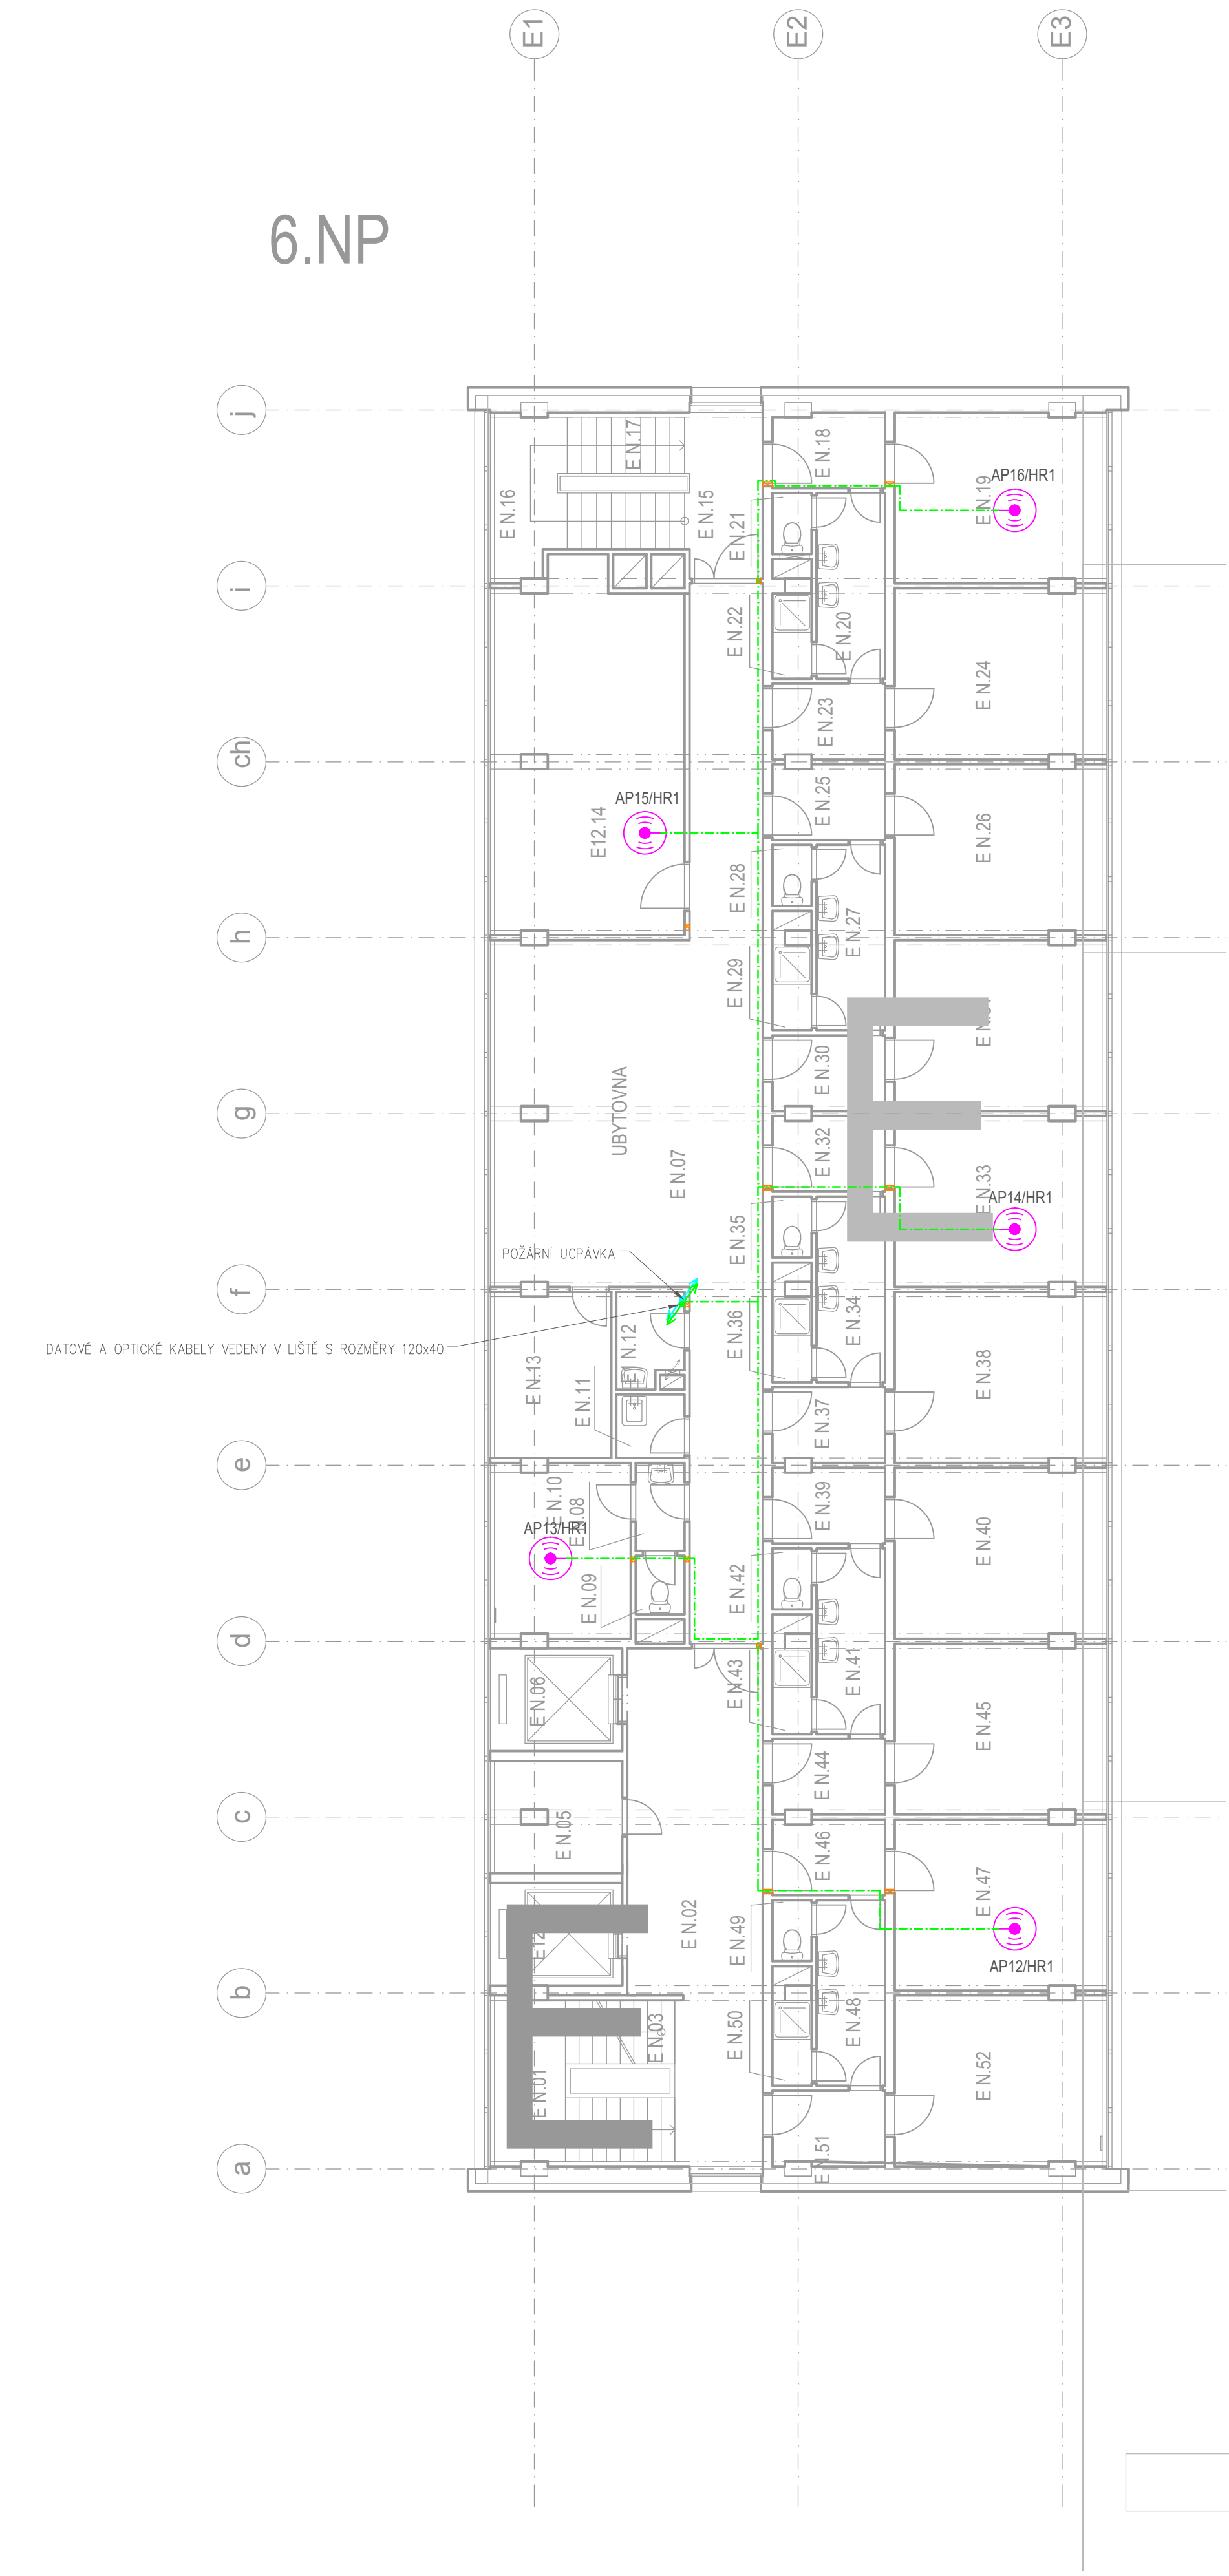 E1
E2
E3
6.NP
j
E N.17
E N.18
E N.16
E N.15
E N.19
AP16/HR1
E N.21
i
E N.22
E N.20
E N.24
E N.23
ch
E N.25
AP15/HR1
E12.14
E N.26
E N.28
E N.27
h
E N.29
E N.30
UBYTOVNA
g
E N.32
E N.07
E N.33
AP14/HR1
E N.35
POŽÁRNÍ UCPÁVKA
f
E N.36
E N.34
E N.12
DATOVÉ A OPTICKÉ KABELY VEDENY V LIŠTĚ S ROZMĚRY 120x40
E N.13
E N.11
E N.38
E N.37
e
E N.10
E N.08
E N.39
AP13/HR1
E N.40
E N.09
E N.42
d
E N.43
E N.41
E N.06
E N.45
E N.44
c
E N.05
E N.46
E N.47
E N.02
E N.49
AP12/HR1
b
E N.50
E N.48
E N.03
E N.01
E N.52
E N.51
a
E
E